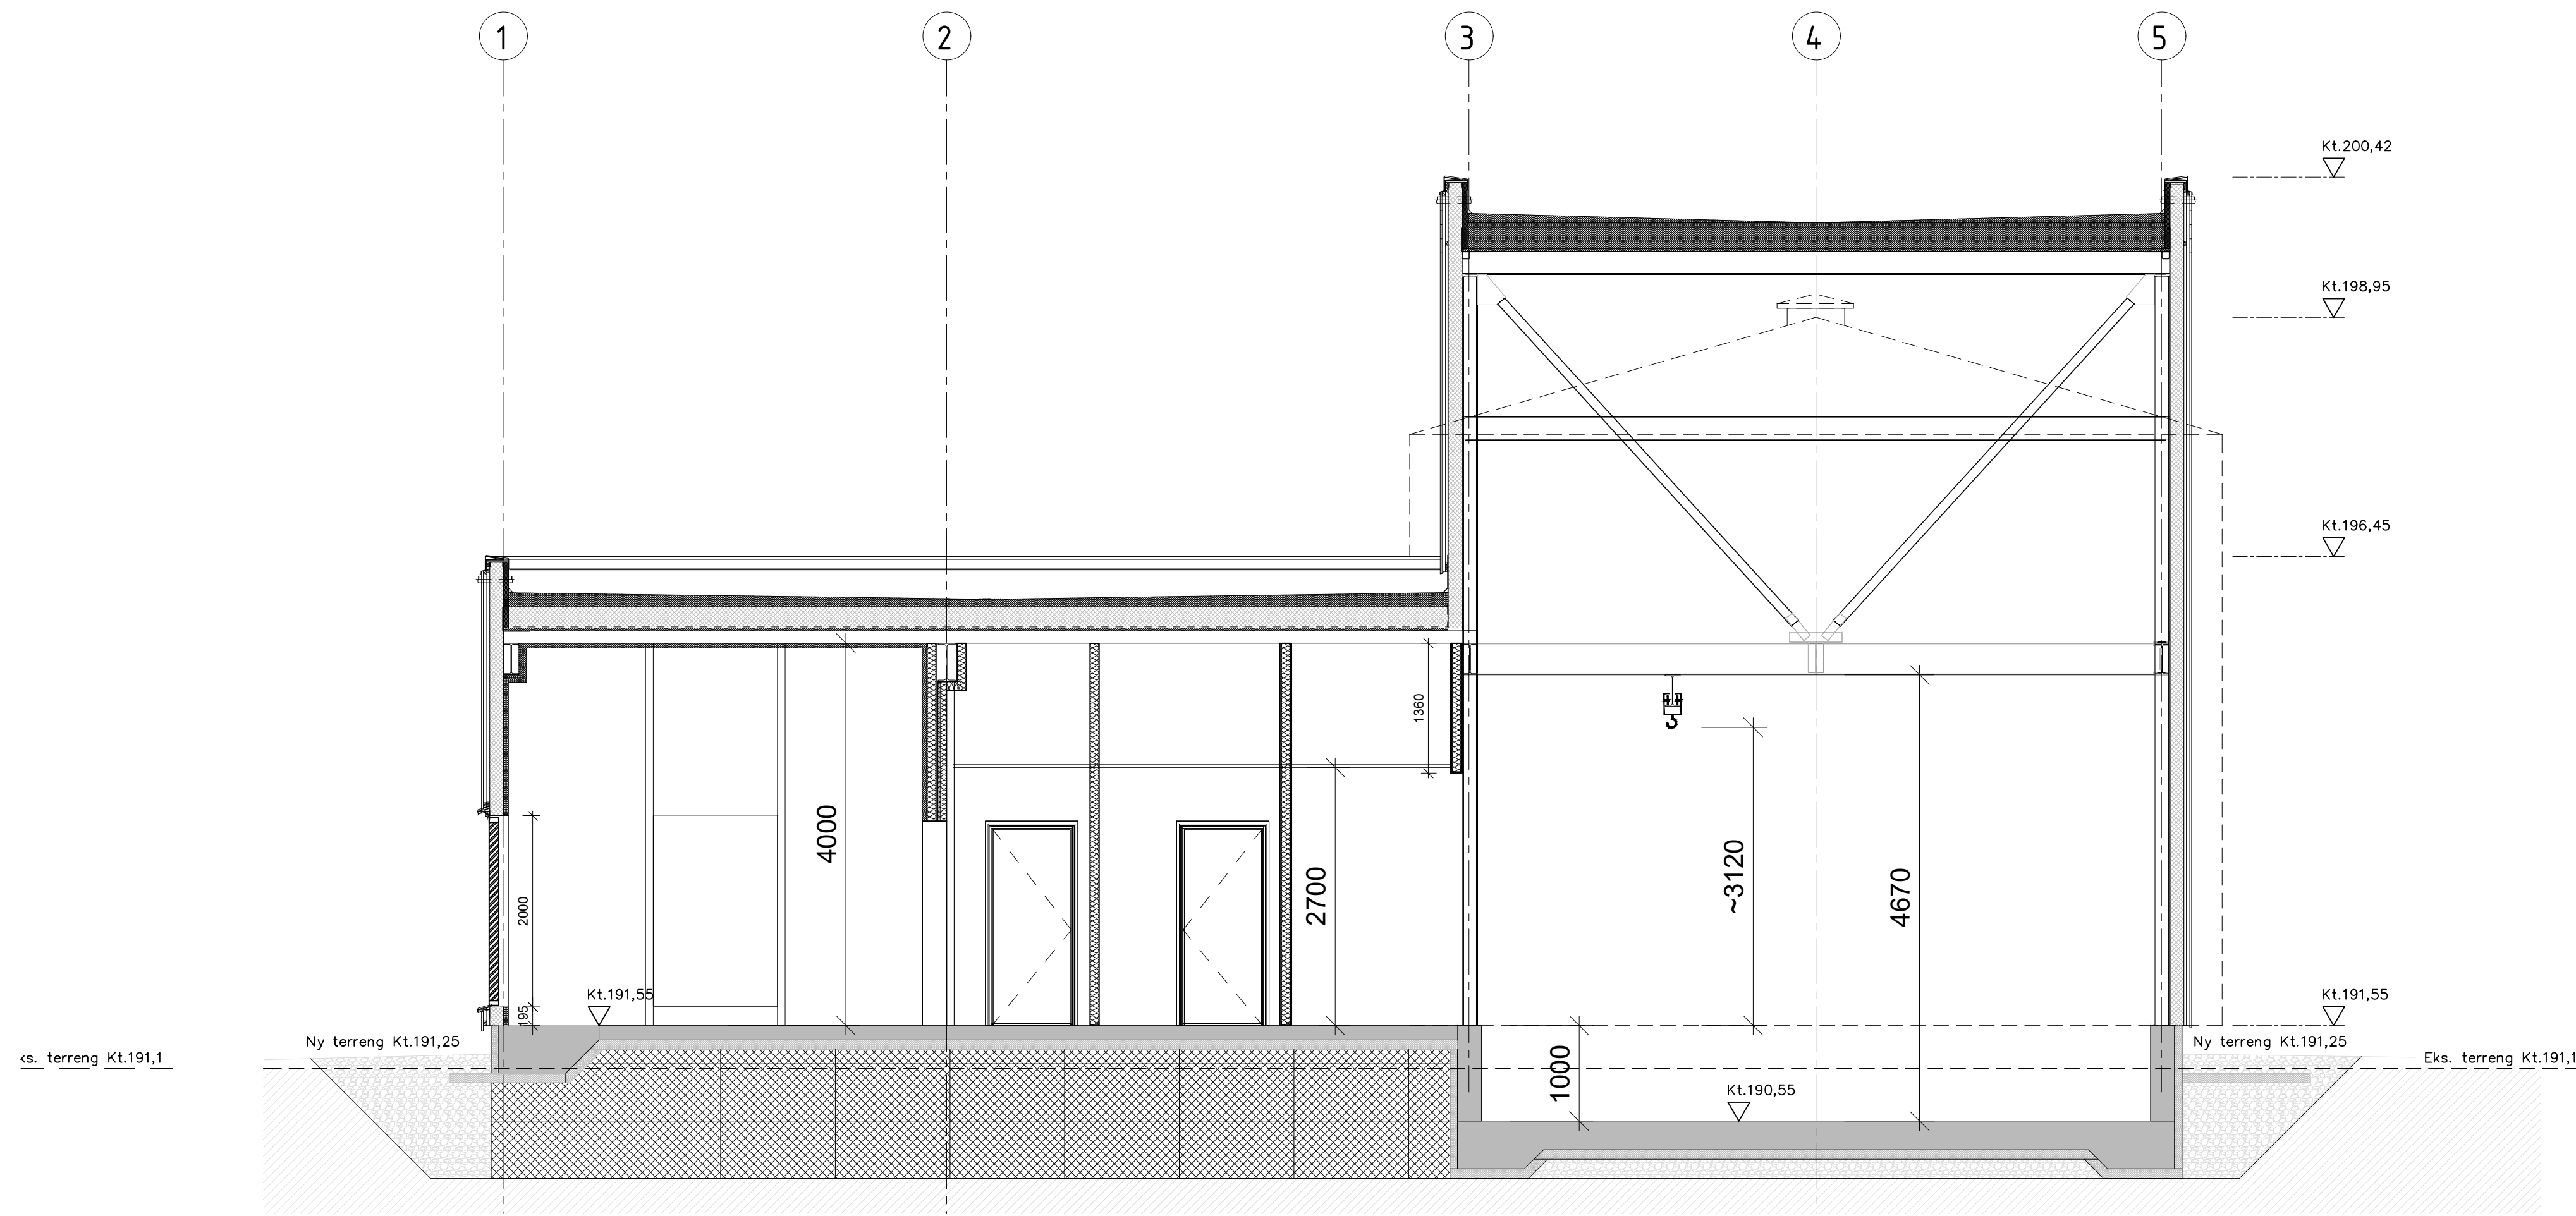 1 2 3 4 5
Kt.200,42
Kt.198,95
Kt.196,45
1360
4000
~3120
2700
4670
2000
195
Kt.191,55
Kt.191,55
Ny terreng Kt.191,25
Ny terreng Kt.191,25
ks. terreng Kt.191,1
Eks. terreng Kt.191,1
1000
Kt.190,55